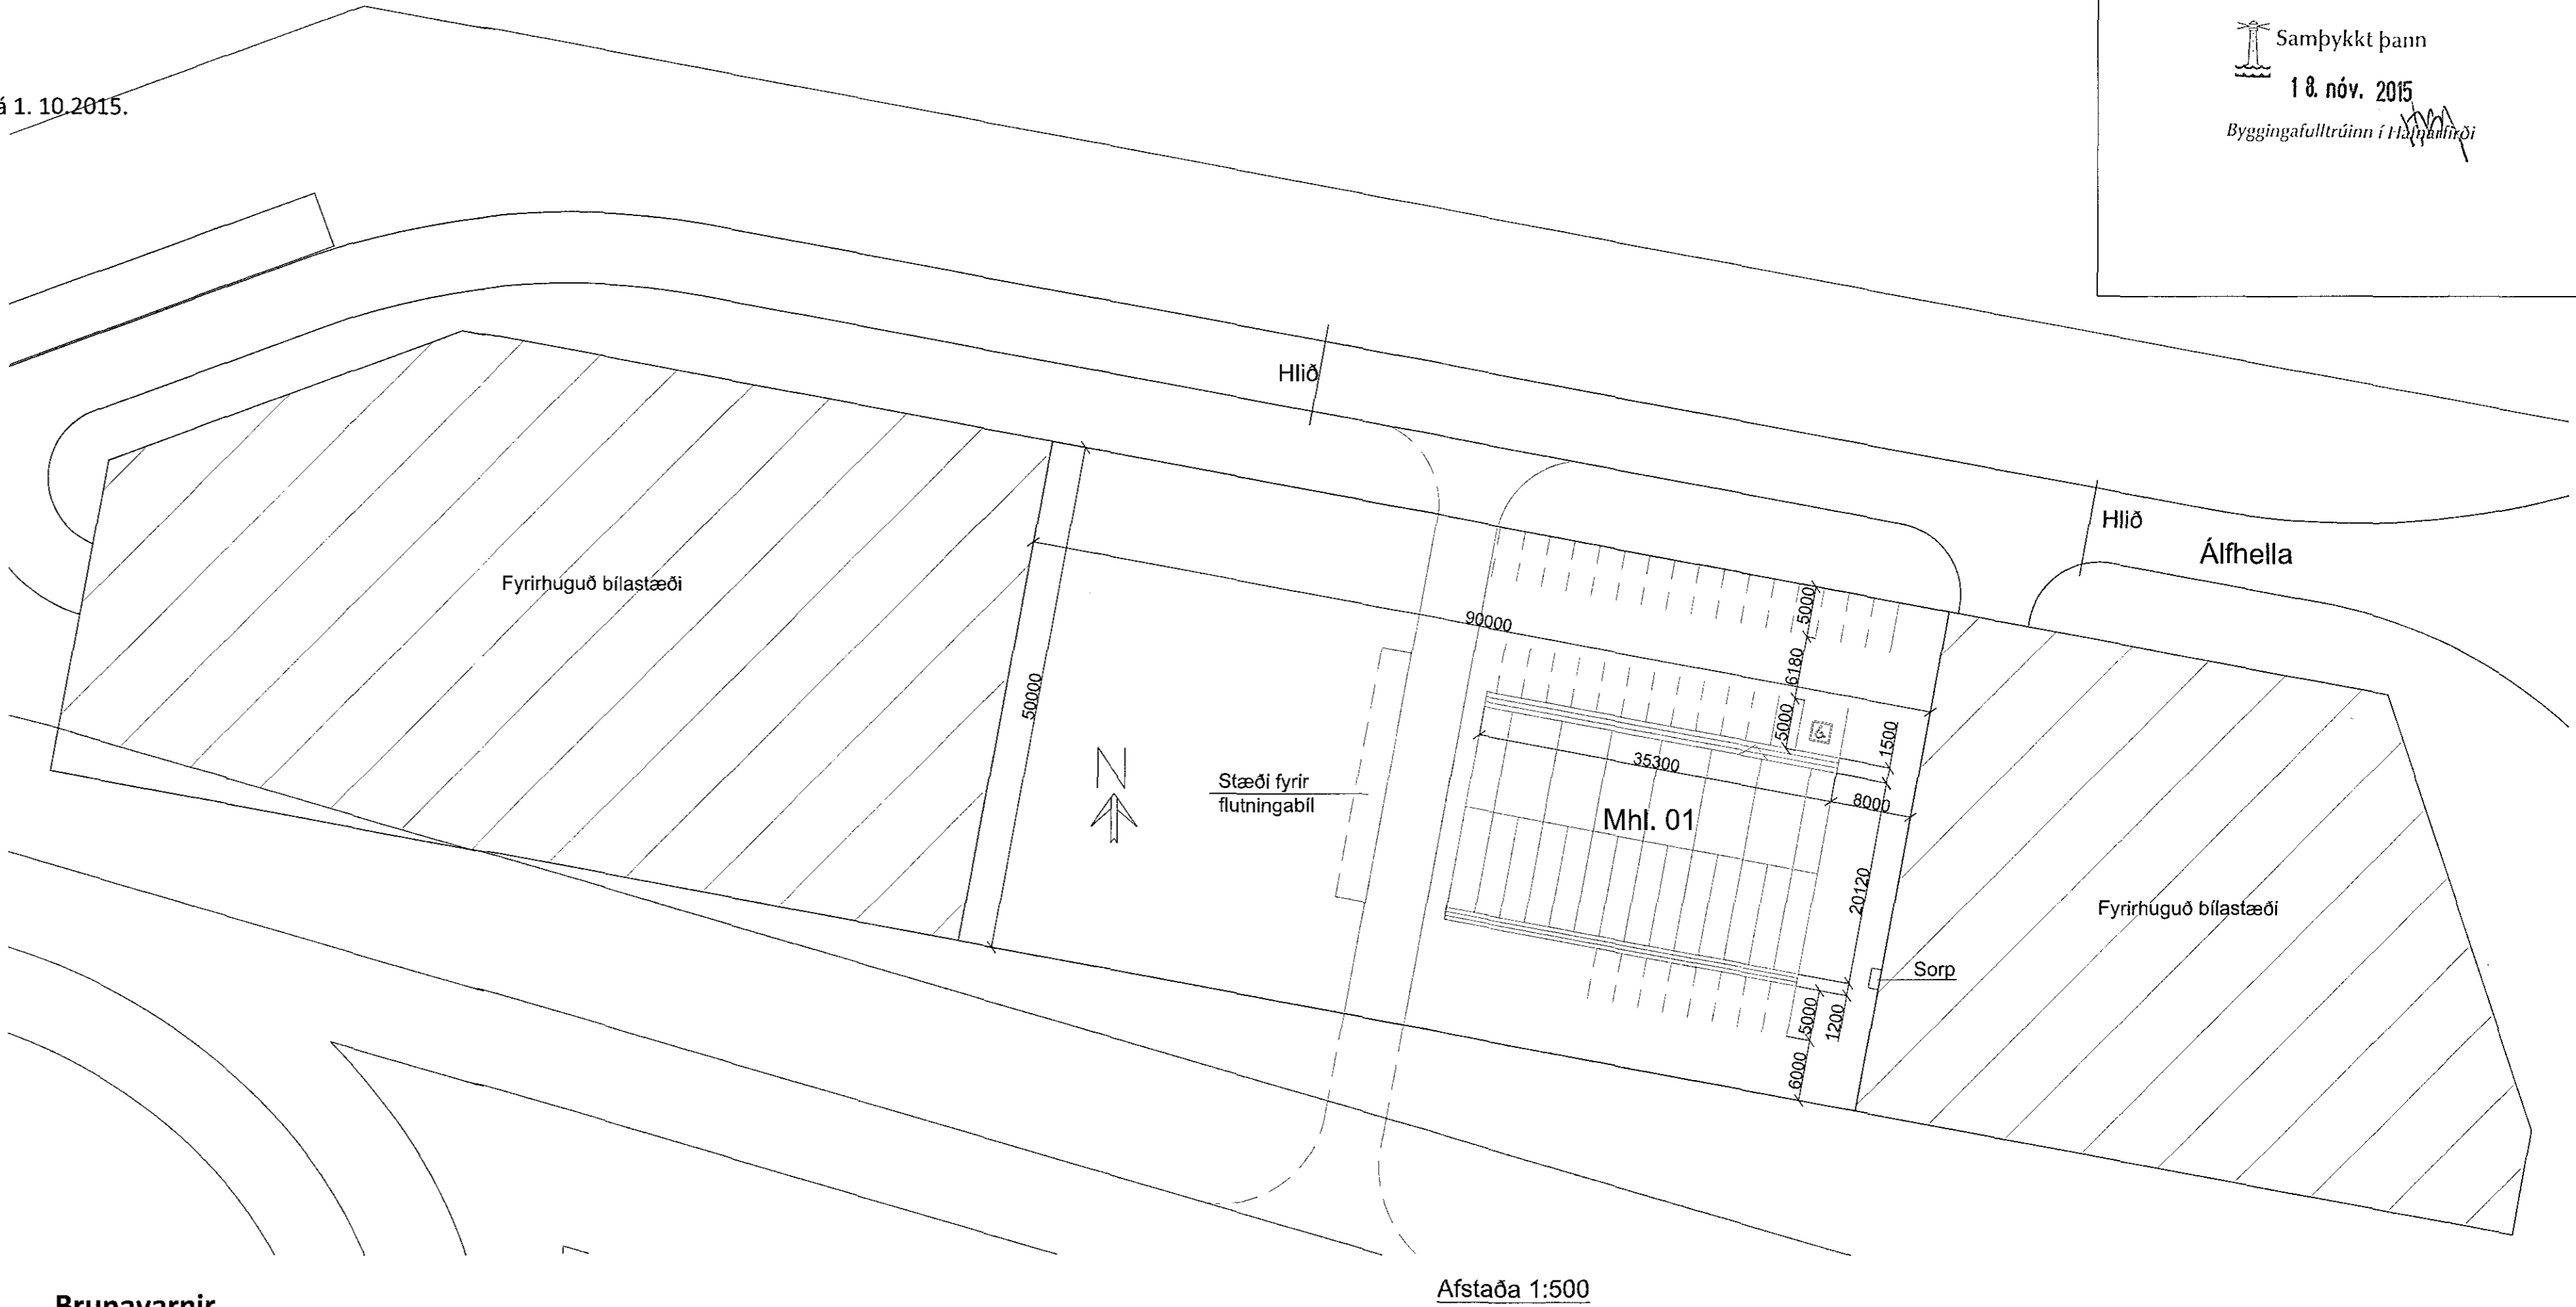 Samþykkt þann
18. nóv. 2015
Byggingafulltrúinn í Hafnarfirði
á 1. 10.2015.
Hlið
Hlið
Álfhella
Fyrirhuguð bílastæði
90000
5000
6180
5000
1500
50000
N
Stæði fyrir
flutningabíl
35300
8000
Mhl. 01
20120
Fyrirhuguð bílastæði
Sorp
5000
1200
6000
Afstaða 1:500
Brunavarnir